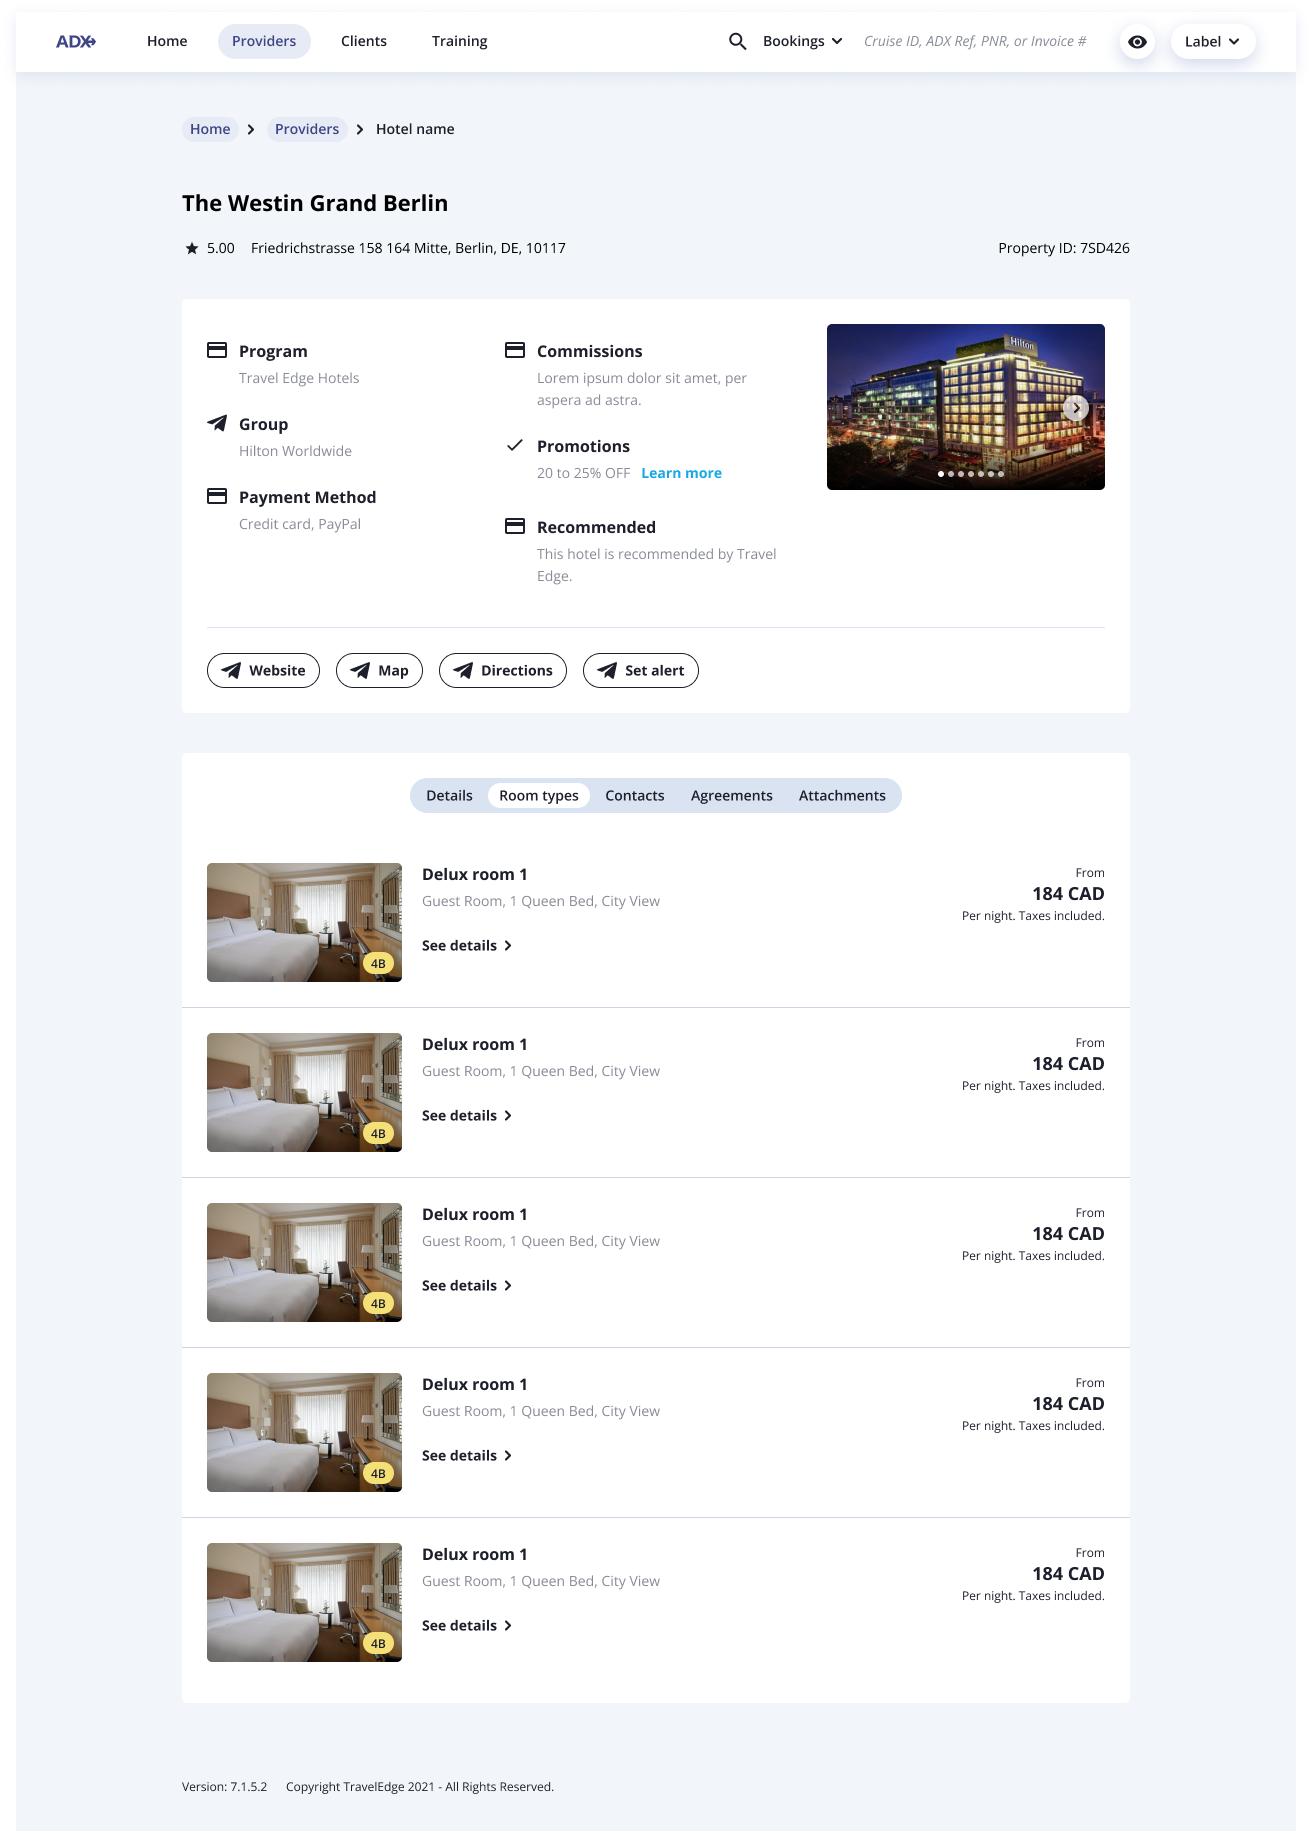 ADX
Home
Providers
Clients
Training
Bookings
Cruise ID, ADX Ref, PNR, or Invoice #
Label
Home
Providers
Hotel name
The Westin Grand Berlin
5.00
Friedrichstrasse 158 164 Mitte, Berlin, DE, 10117
Property ID: 7SD426
Program
Travel Edge Hotels
Group
Hilton Worldwide
Payment Method
Credit card, PayPal
Commissions
Lorem ipsum dolor sit amet, per
aspera ad astra.
Promotions
20 to 25% OFF Learn more
Recommended
This hotel is recommended by Travel
Edge.
Hilton
Website
Map
Directions
Set alert
Details
Room types
Contacts
Agreements
Attachments
4B
Delux room 1
Guest Room, 1 Queen Bed, City View
See details
From
184 CAD
Per night. Taxes included.
4B
Delux room 1
Guest Room, 1 Queen Bed, City View
See details
From
184 CAD
Per night. Taxes included.
4B
Delux room 1
Guest Room, 1 Queen Bed, City View
See details
From
184 CAD
Per night. Taxes included.
4B
Delux room 1
Guest Room, 1 Queen Bed, City View
See details
From
184 CAD
Per night. Taxes included.
4B
Delux room 1
Guest Room, 1 Queen Bed, City View
See details
From
184 CAD
Per night. Taxes included.
Version: 7.1.5.2
Copyright TravelEdge 2021 - All Rights Reserved.